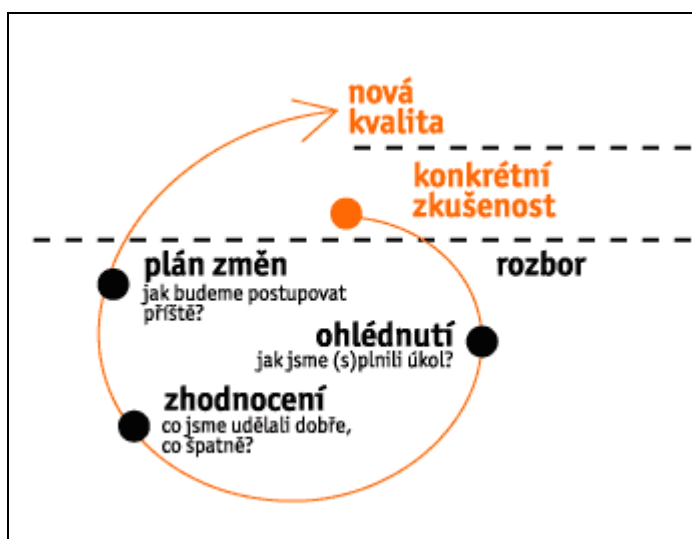 nová
kvalita
konkrétní
zkušenost
plán změn
jak budeme postupovat
příště?
rozbor
ohlédnutí
jak jsme (s)plnili úkol?
zhodnocení
co jsme udělali dobře,
co špatně?